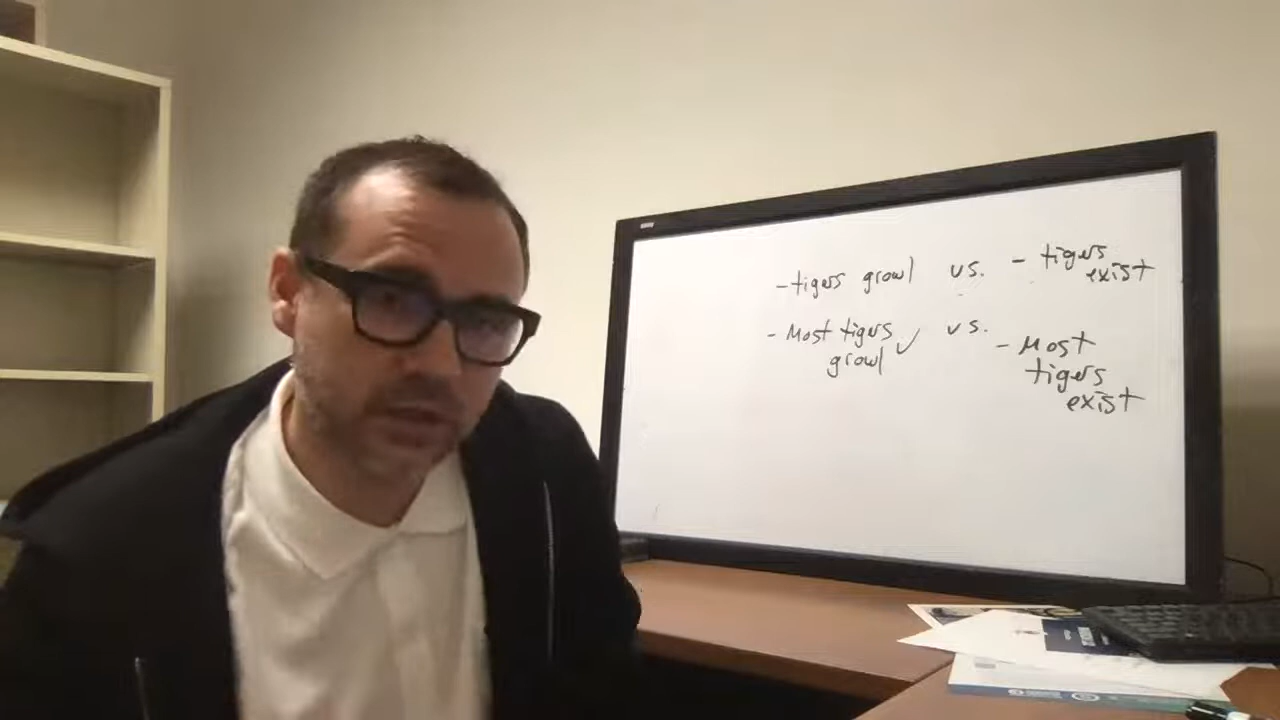 - tigers growl vs. - tigers
exist
- Most tigers
growl ✓ vs. - Most
tigers
exist